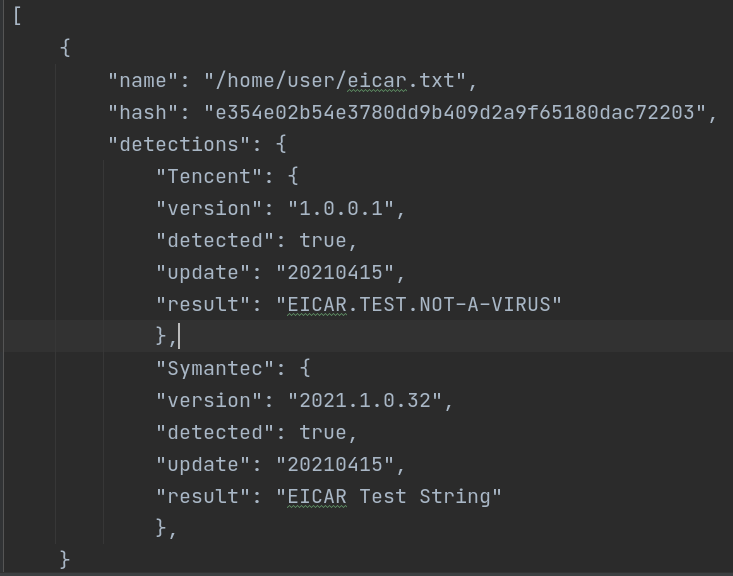 [
{
"name": "/home/user/eicar.txt",
"hash": "e354e02b54e3780dd9b409d2a9f65180dac72203",
"detections": {
"Tencent": {
"version": "1.0.0.1",
"detected": true,
"update": "20210415",
"result": "EICAR.TEST.NOT-A-VIRUS"
},
"Symantec": {
"version": "2021.1.0.32",
"detected": true,
"update": "20210415",
"result": "EICAR Test String"
},
}